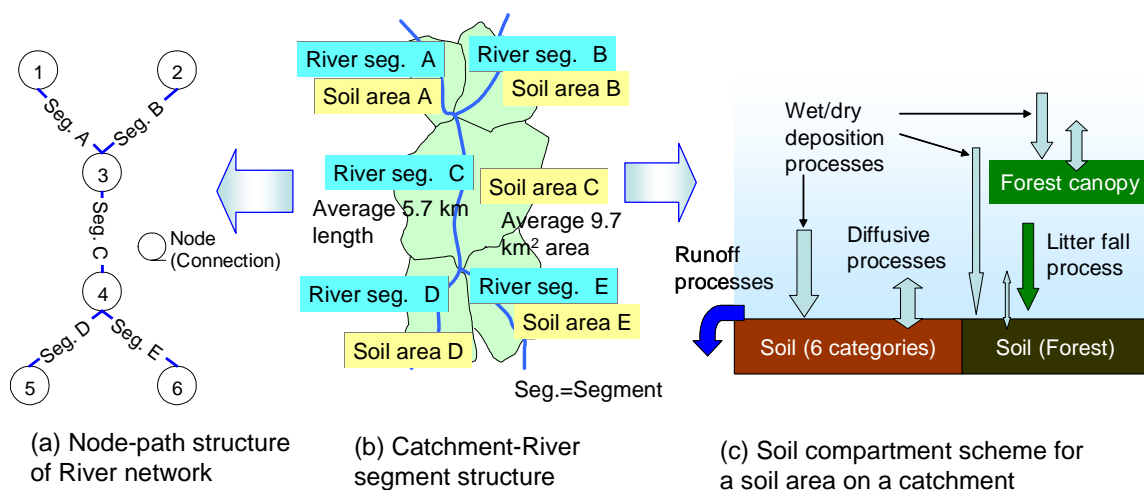 1
2
Seg. A
Seg. B
3
Seg. C
Node
(Connection)
4
Seg. D
Seg. E
5
6
(a) Node-path structure
of River network
River seg. A
River seg. B
Soil area A
Soil area B
River seg. C
Soil area C
Average 5.7 km
length
Average 9.7
km² area
River seg. D
River seg. E
Soil area E
Soil area D
Seg.=Segment
(b) Catchment-River
segment structure
Wet/dry
deposition
processes
Forest canopy
Runoff
processes
Diffusive
processes
Litter fall
process
Soil (6 categories)
Soil (Forest)
(c) Soil compartment scheme for
a soil area on a catchment